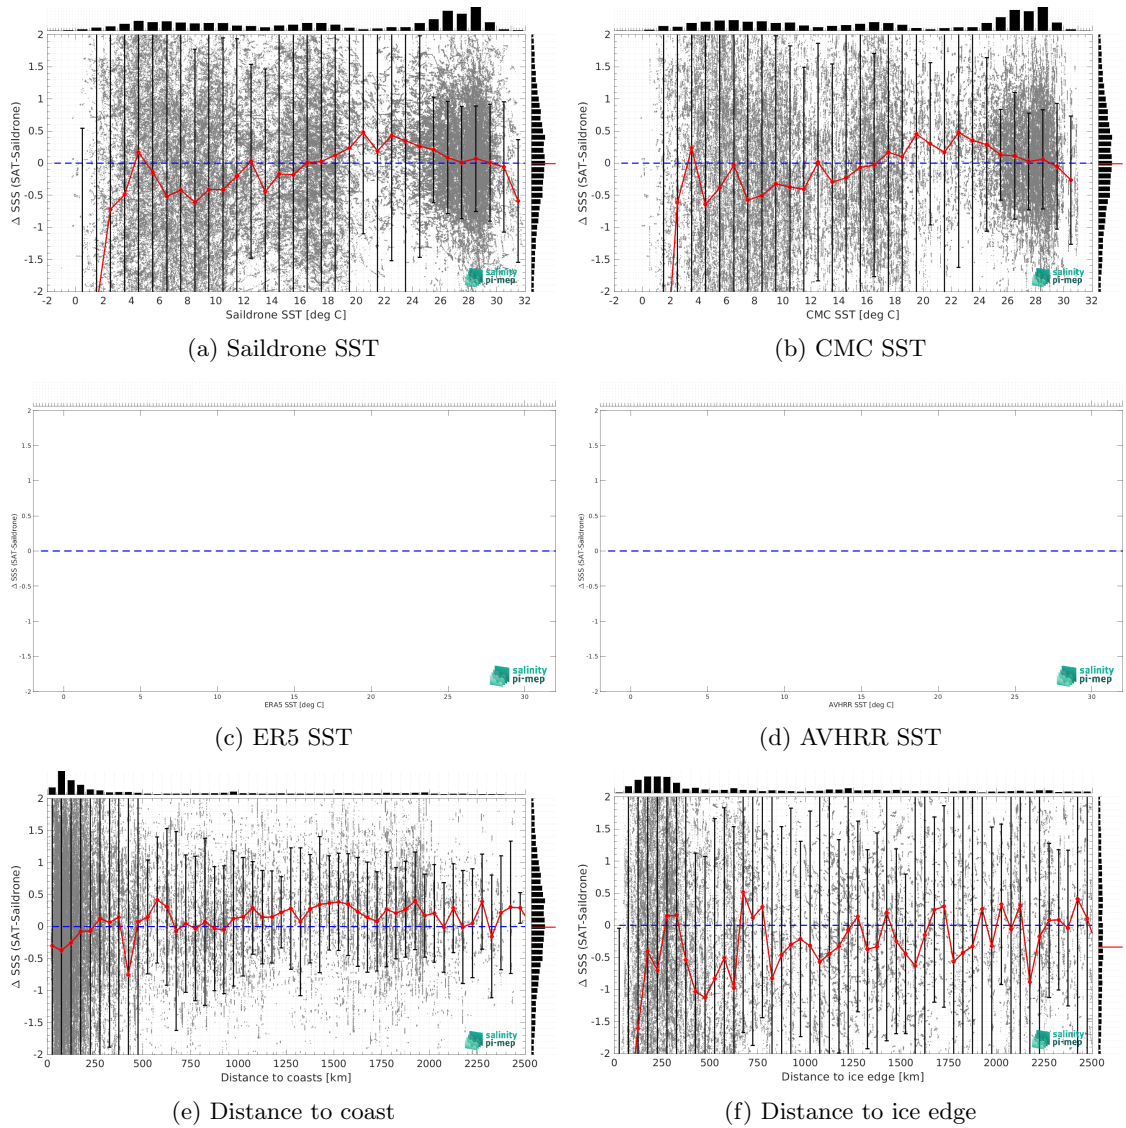 2
1.5
1
0.5
0
-0.5
-1
-1.5
-2
Δ SSS (SAT-Saildrone)
-2 0 2 4 6 8 10 12 14 16 18 20 22 24 26 28 30 32
Saildrone SST [deg C]
salinity
pi-mep
(a) Saildrone SST
2
1.5
1
0.5
0
-0.5
-1
-1.5
-2
Δ SSS (SAT-Saildrone)
-2 0 2 4 6 8 10 12 14 16 18 20 22 24 26 28 30 32
CMC SST [deg C]
salinity
pi-mep
(b) CMC SST
2
1.5
1
0.5
0
-0.5
-1
-1.5
-2
Δ SSS (SAT-Saildrone)
0 5 10 15 20 25 30
ERA5 SST [deg C]
salinity
pi-mep
(c) ER5 SST
2
1.5
1
0.5
0
-0.5
-1
-1.5
-2
Δ SSS (SAT-Saildrone)
0 5 10 15 20 25 30
AVHRR SST [deg C]
salinity
pi-mep
(d) AVHRR SST
2
1.5
1
0.5
0
-0.5
-1
-1.5
-2
Δ SSS (SAT-Saildrone)
0 250 500 750 1000 1250 1500 1750 2000 2250 2500
Distance to coasts [km]
salinity
pi-mep
(e) Distance to coast
2
1.5
1
0.5
0
-0.5
-1
-1.5
-2
Δ SSS (SAT-Saildrone)
0 250 500 750 1000 1250 1500 1750 2000 2250 2500
Distance to ice edge [km]
salinity
pi-mep
(f) Distance to ice edge